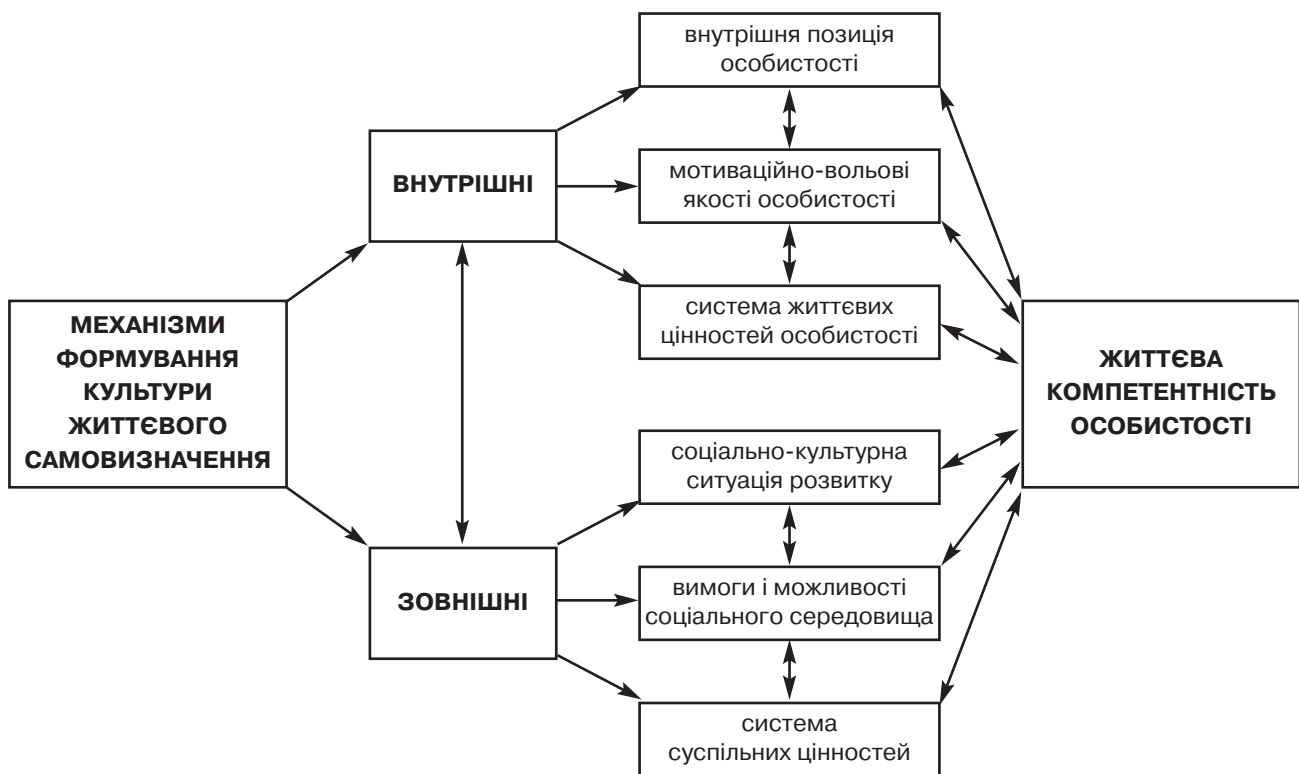 внутрішня позиція
особистості
ВНУТРІШНІ
мотиваційно-вольові
якості особистості
система життєвих
цінностей особистості
МЕХАНІЗМИ
ФОРМУВАННЯ
КУЛЬТУРИ
ЖИТТЄВОГО
САМОВИЗНАЧЕННЯ
ЖИТТЄВА
КОМПЕТЕНТНІСТЬ
ОСОБИСТОСТІ
соціально-культурна
ситуація розвитку
ЗОВНІШНІ
вимоги і можливості
соціального середовища
система
суспільних цінностей